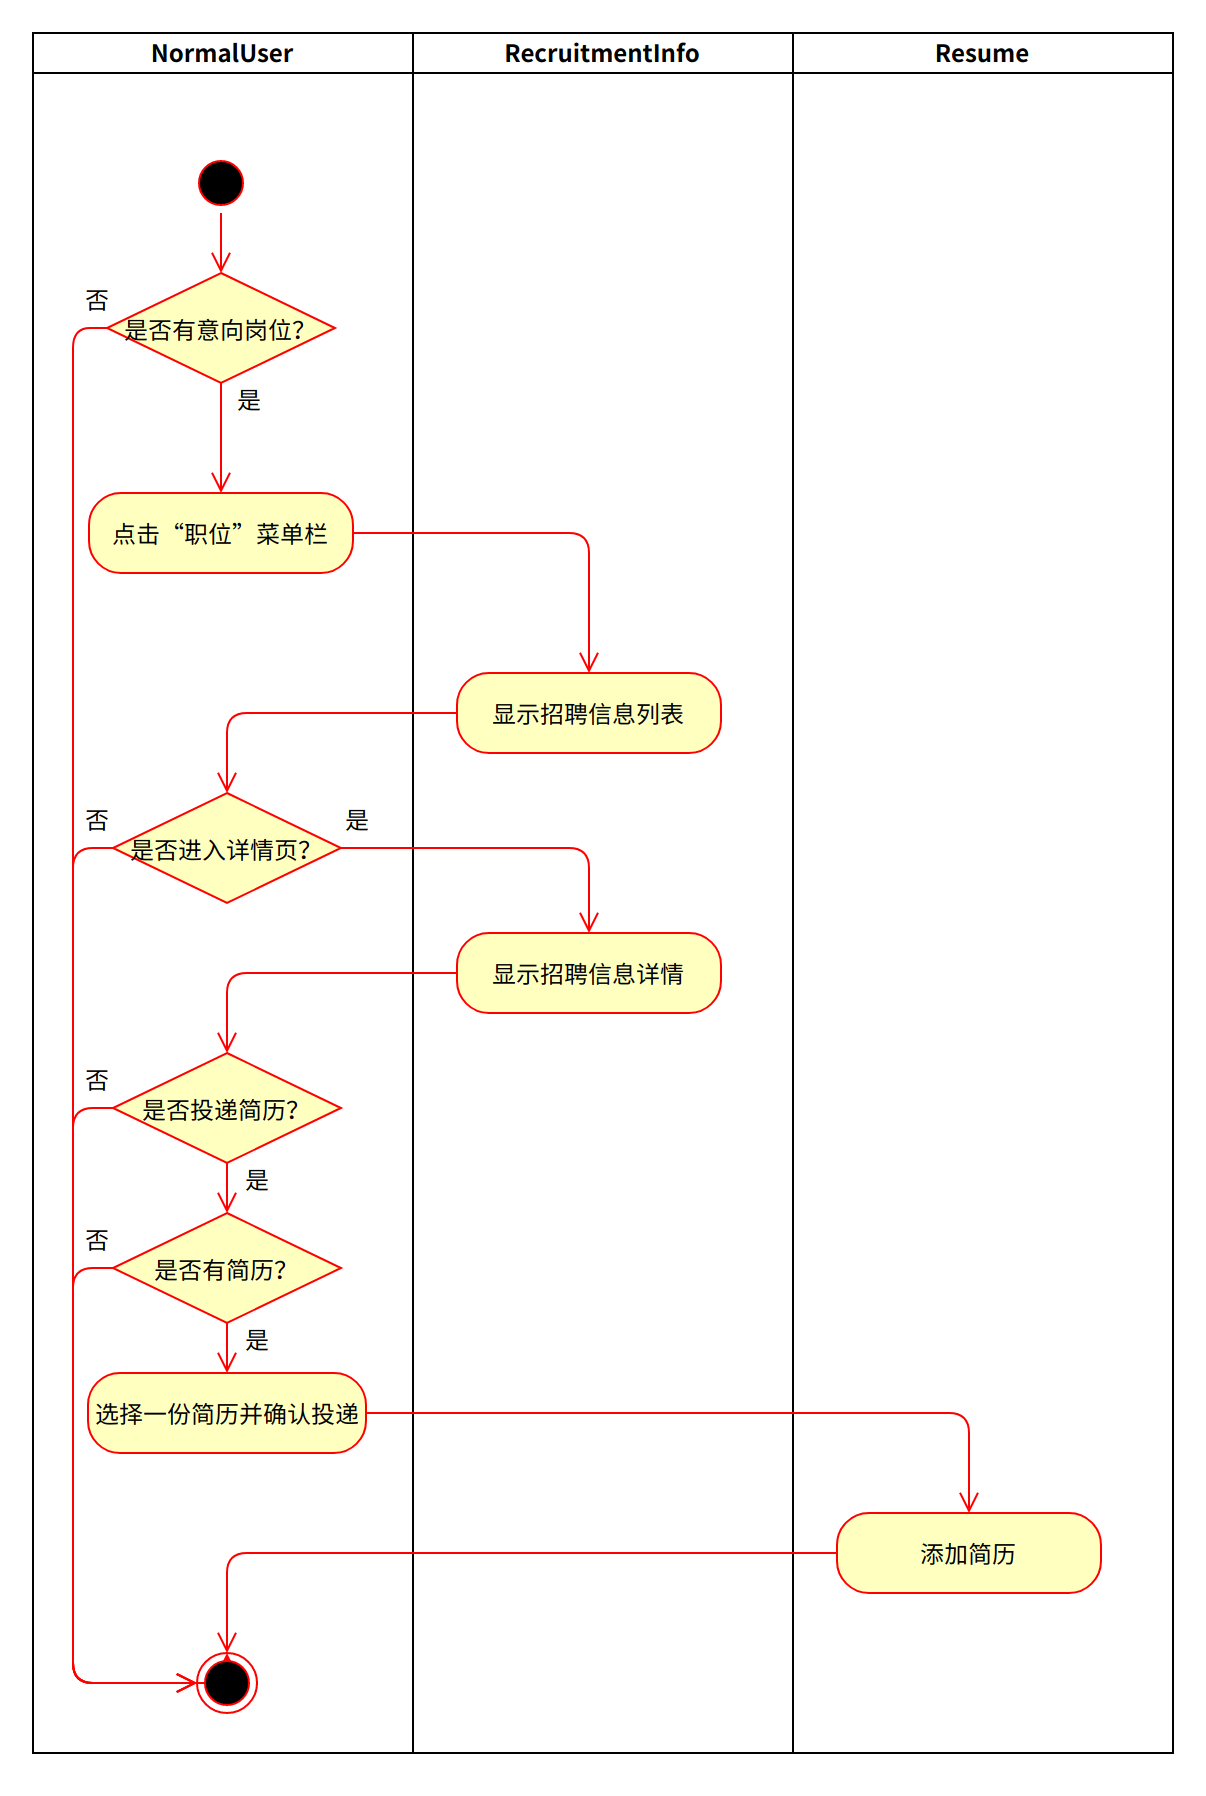 NormalUser
RecruitmentInfo
Resume
否
是否有意向岗位?
是
点击“职位”菜单栏
显示招聘信息列表
否
是
是否进入详情页?
显示招聘信息详情
否
是否投递简历?
是
否
是否有简历?
是
选择一份简历并确认投递
添加简历